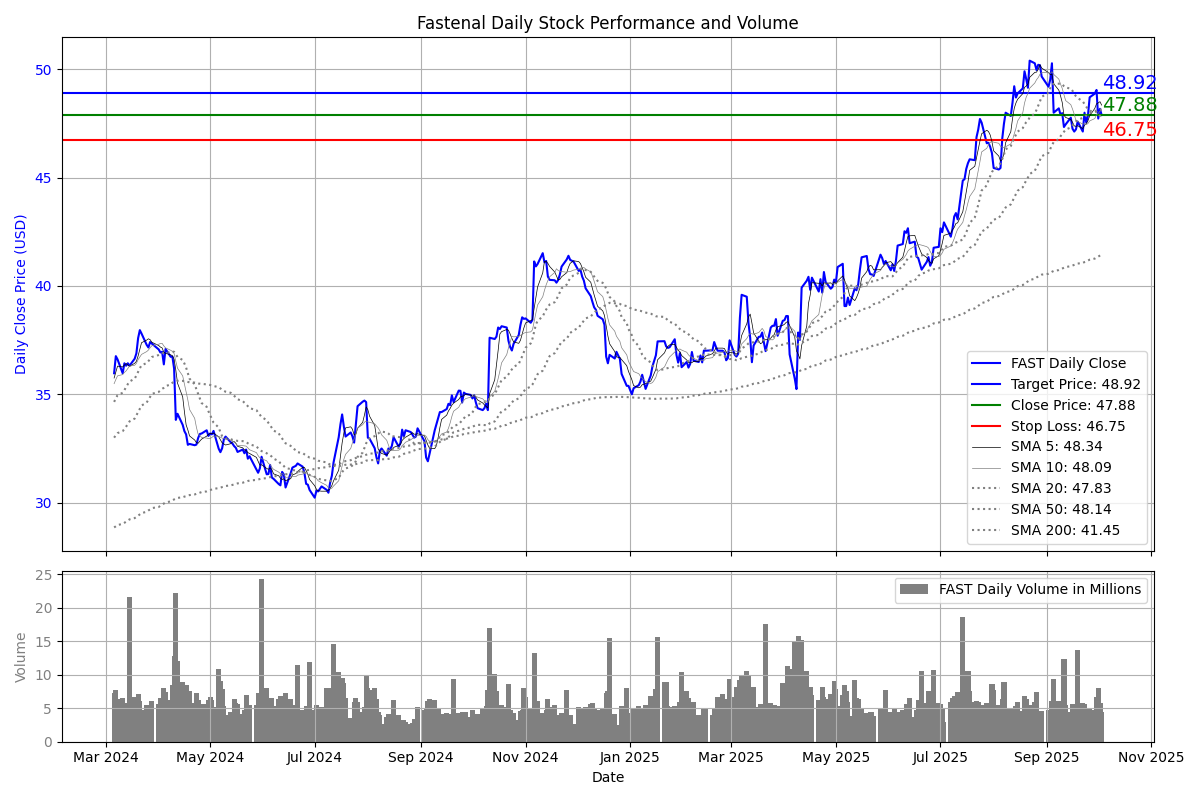 Fastenal Daily Stock Performance and Volume
Daily Close Price (USD)
50
45
40
35
30
48.92
47.88
46.75
FAST Daily Close
Target Price: 48.92
Close Price: 47.88
Stop Loss: 46.75
SMA 5: 48.34
SMA 10: 48.09
SMA 20: 47.83
SMA 50: 48.14
SMA 200: 41.45
Volume
25
20
15
10
5
0
FAST Daily Volume in Millions
Mar 2024 May 2024 Jul 2024 Sep 2024 Nov 2024 Jan 2025 Mar 2025 May 2025 Jul 2025 Sep 2025 Nov 2025
Date